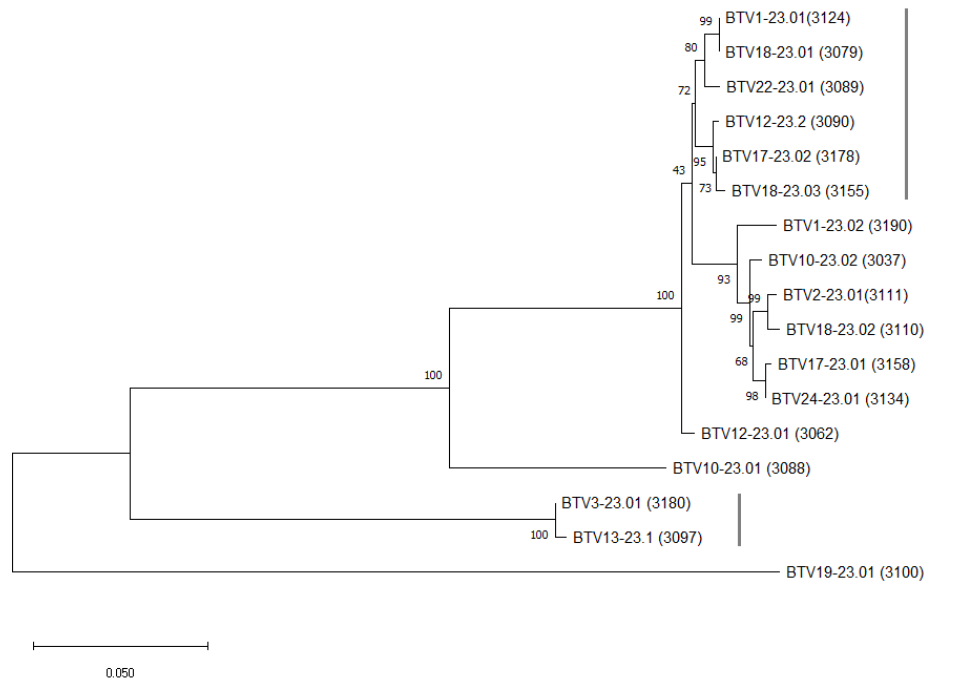 99
BTV1-23.01(3124)
80
BTV18-23.01 (3079)
72
BTV22-23.01 (3089)
BTV12-23.2 (3090)
95
BTV17-23.02 (3178)
43
73
BTV18-23.03 (3155)
BTV1-23.02 (3190)
93
BTV10-23.02 (3037)
100
99
BTV2-23.01(3111)
99
BTV18-23.02 (3110)
68
BTV17-23.01 (3158)
98
BTV24-23.01 (3134)
100
BTV12-23.01 (3062)
BTV10-23.01 (3088)
BTV3-23.01 (3180)
100
BTV13-23.1 (3097)
BTV19-23.01 (3100)
0.050